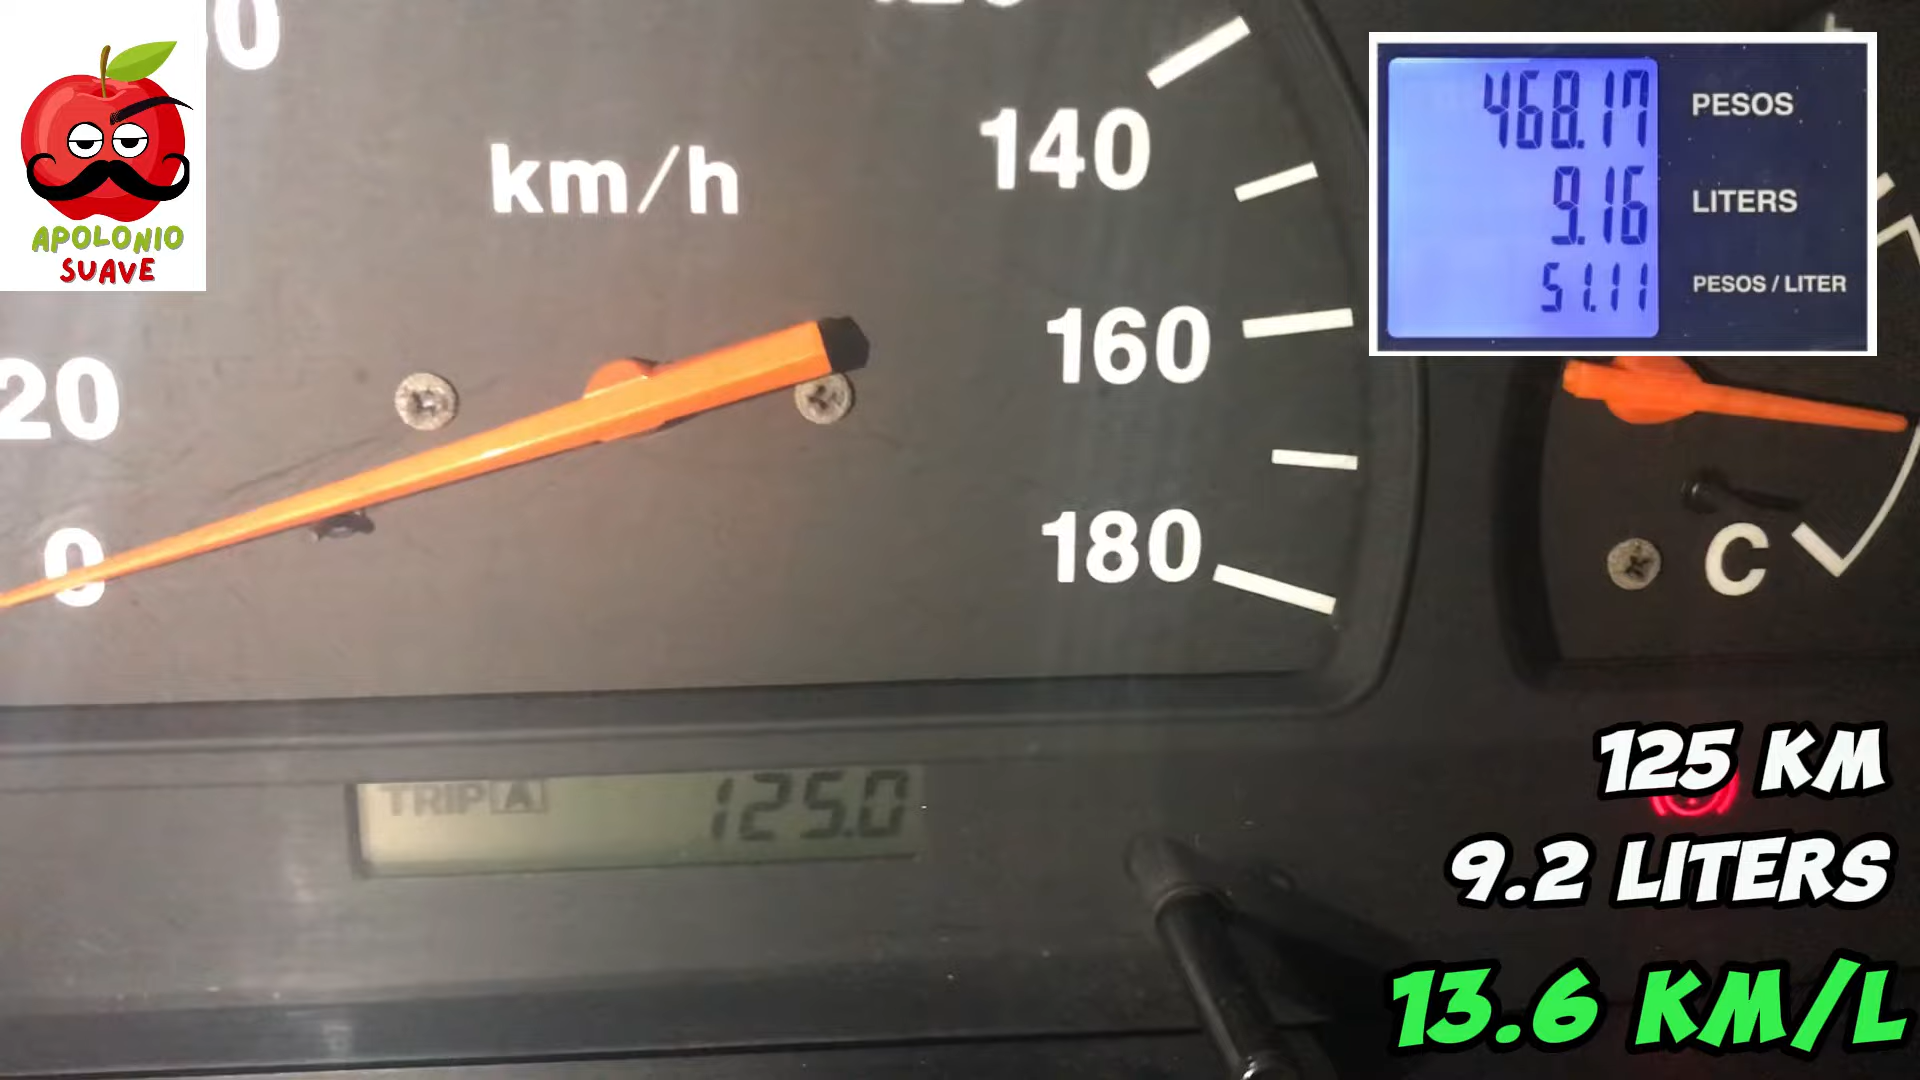 APOLONIO
SUAVE
km/h
140
160
180
20
0
C
TRIP A 125.0
468.17 PESOS
9.16 LITERS
51.11 PESOS / LITER
125 KM
9.2 LITERS
13.6 KM/L